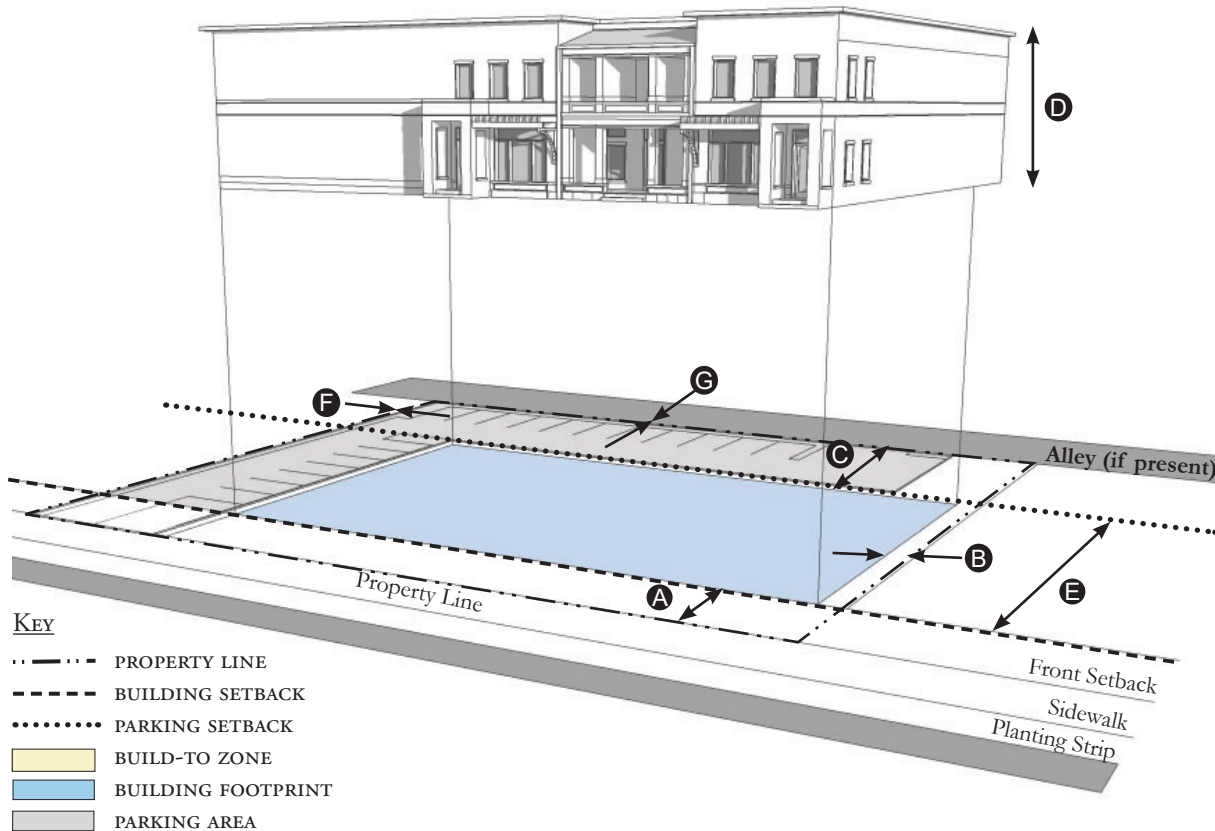 D
G
F
C
Alley (if present)
B
A
E
Property Line
Front Setback
Sidewalk
Planting Strip
KEY
PROPERTY LINE
BUILDING SETBACK
PARKING SETBACK
BUILD-TO ZONE
BUILDING FOOTPRINT
PARKING AREA